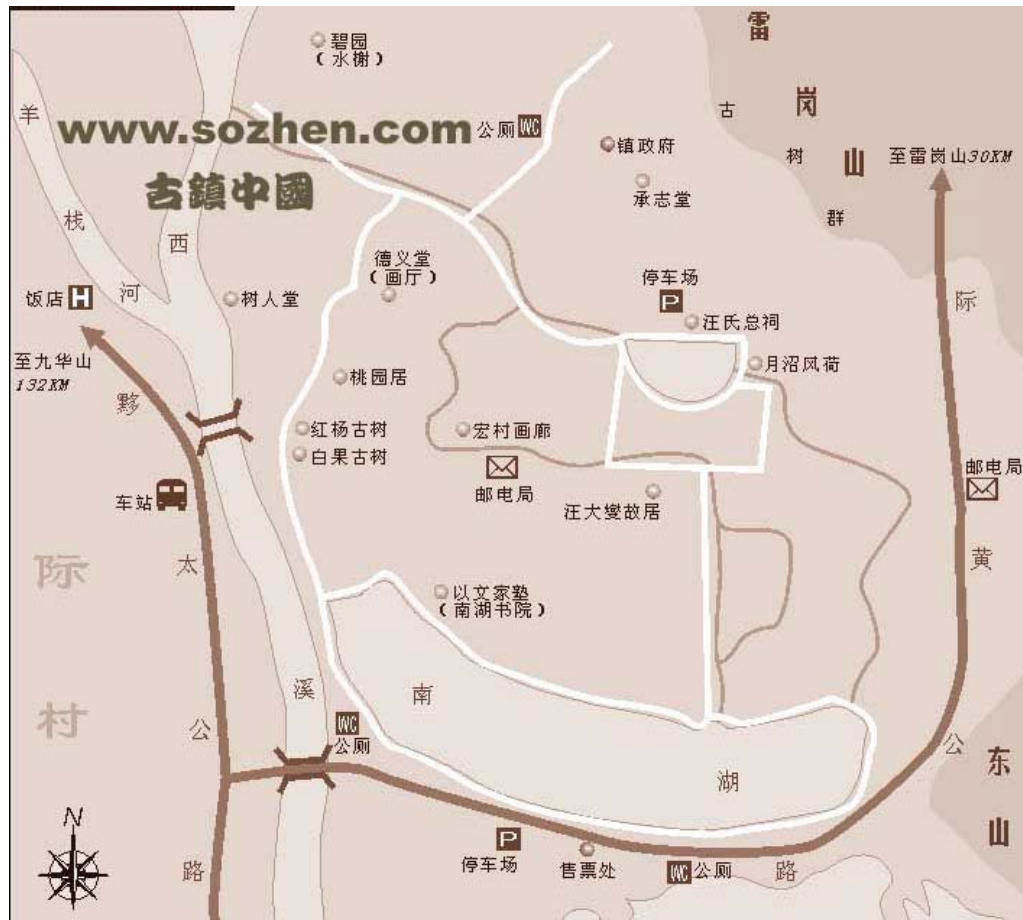 碧园
（水榭）
雷
岗
山
古
树
群
羊
栈
河
www.sozhen.com
公厕 WC
镇政府
至雷岗山30KM
古鎮中國
承志堂
西
溪
德义堂
（画厅）
停车场
P
饭店 H
树人堂
汪氏总祠
际
黄
公
路
至九华山
132KM
月沼风荷
桃园居
黟
太
公
路
红杨古树
白果古树
宏村画廊
邮电局
邮电局
车站
汪大燮故居
际
村
以文家塾
（南湖书院）
南
湖
WC
公厕
东
山
N
P
停车场
售票处
WC 公厕